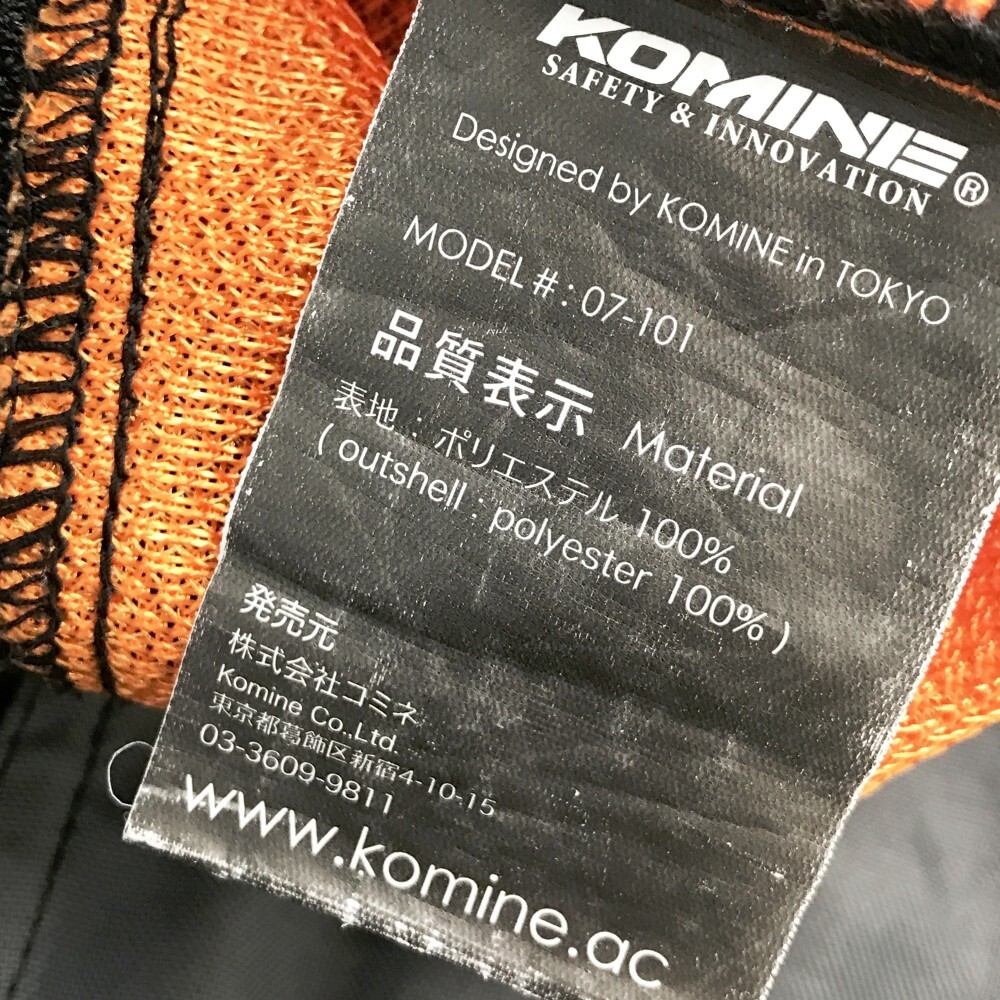 KOMINE®
SAFETY & INNOVATION
Designed by KOMINE in TOKYO
MODEL # : 07-101
品質表示 Material
表地 : ポリエステル 100%
( outshell : polyester 100% )
発売元
株式会社コミネ
Komine Co.,Ltd.
東京都葛飾区新宿4-10-15
03-3609-9811
www.komine.ac